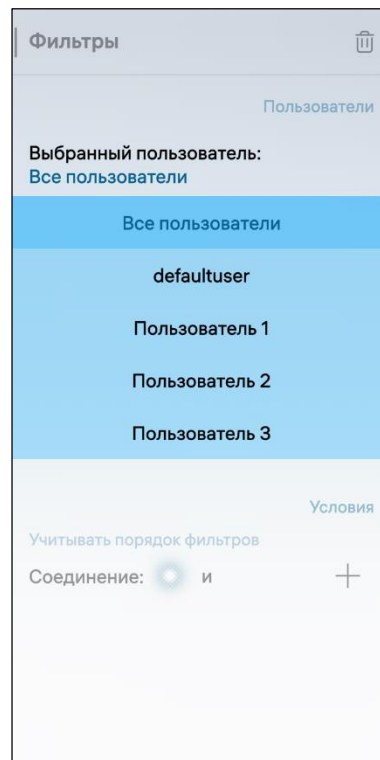 Фильтры
Пользователи
Выбранный пользователь:
Все пользователи
Все пользователи
defaultuser
Пользователь 1
Пользователь 2
Пользователь 3
Условия
Учитывать порядок фильтров
Соединение: и